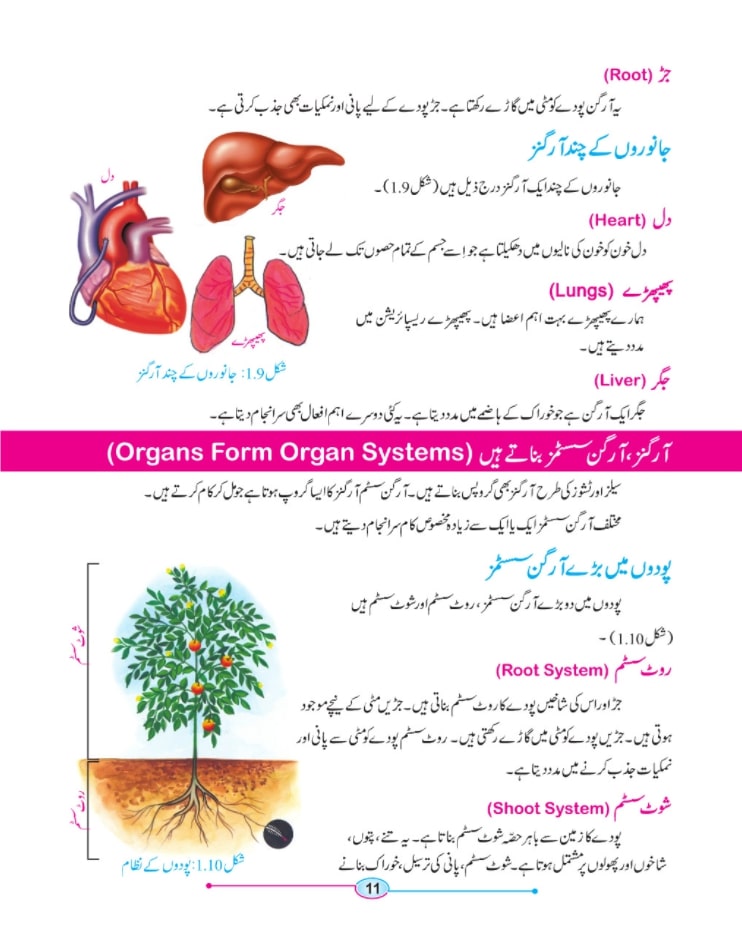 جڑ (Root)
یہ آرگن پودے کو مٹی میں گاڑے رکھتا ہے۔ جڑ پودے کے لیے پانی اور نمکیات بھی جذب کرتی ہے۔
جانوروں کے چند آرگنز
جانوروں کے چند ایک آرگنز درج ذیل ہیں (شکل 1.9)۔
دل (Heart)
دل خون کو خون کی نالیوں میں دھکیلتا ہے جو اِسے جسم کے تمام حصوں تک لے جاتی ہیں۔
پھیپھڑے (Lungs)
ہمارے پھیپھڑے بہت اہم اعضا ہیں۔ پھیپھڑے ریسپائریشن میں
مدد دیتے ہیں۔
جگر (Liver)
جگر ایک آرگن ہے جو خوراک کے ہاضمے میں مدد دیتا ہے۔ یہ کئی دوسرے اہم افعال بھی سرانجام دیتا ہے۔
دل
جگر
پھیپھڑے
شکل 1.9: جانوروں کے چند آرگنز
آرگنز، آرگن سسٹمز بناتے ہیں (Organs Form Organ Systems)
سیلز اور ٹشوز کی طرح آرگنز بھی گروپس بناتے ہیں۔ آرگن سسٹم آرگنز کا ایسا گروپ ہوتا ہے جو مل کر کام کرتے ہیں۔
مختلف آرگن سسٹمز ایک یا ایک سے زیادہ مخصوص کام سرانجام دیتے ہیں۔
پودوں میں بڑے آرگن سسٹمز
پودوں میں دو بڑے آرگن سسٹمز، روٹ سسٹم اور شوٹ سسٹم ہیں
(شکل 1.10)۔
روٹ سسٹم (Root System)
جڑ اور اس کی شاخیں پودے کا روٹ سسٹم بناتی ہیں۔ جڑیں مٹی کے نیچے موجود
ہوتی ہیں۔ جڑیں پودے کو مٹی میں گاڑے رکھتی ہیں۔ روٹ سسٹم پودے کو مٹی سے پانی اور
نمکیات جذب کرنے میں مدد دیتا ہے۔
شوٹ سسٹم (Shoot System)
پودے کا زمین سے باہر حصّہ شوٹ سسٹم بناتا ہے۔ یہ تنے، پتوں،
شاخوں اور پھولوں پر مشتمل ہوتا ہے۔ شوٹ سسٹم، پانی کی ترسیل، خوراک بنانے
شوٹ سسٹم
روٹ سسٹم
شکل 1.10: پودوں کے نظام
11